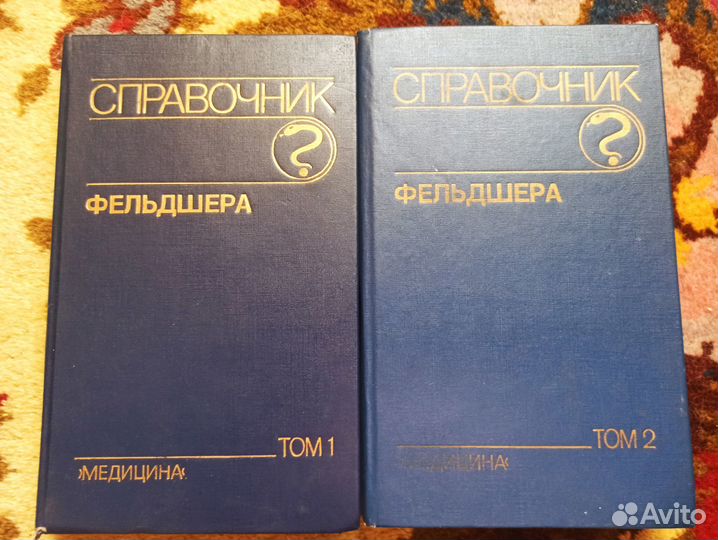 СПРАВОЧНИК
?
ФЕЛЬДШЕРА
ТОМ 1
›МЕДИЦИНА‹
СПРАВОЧНИК
?
ФЕЛЬДШЕРА
ТОМ 2
›МЕДИЦИНА‹
Avito